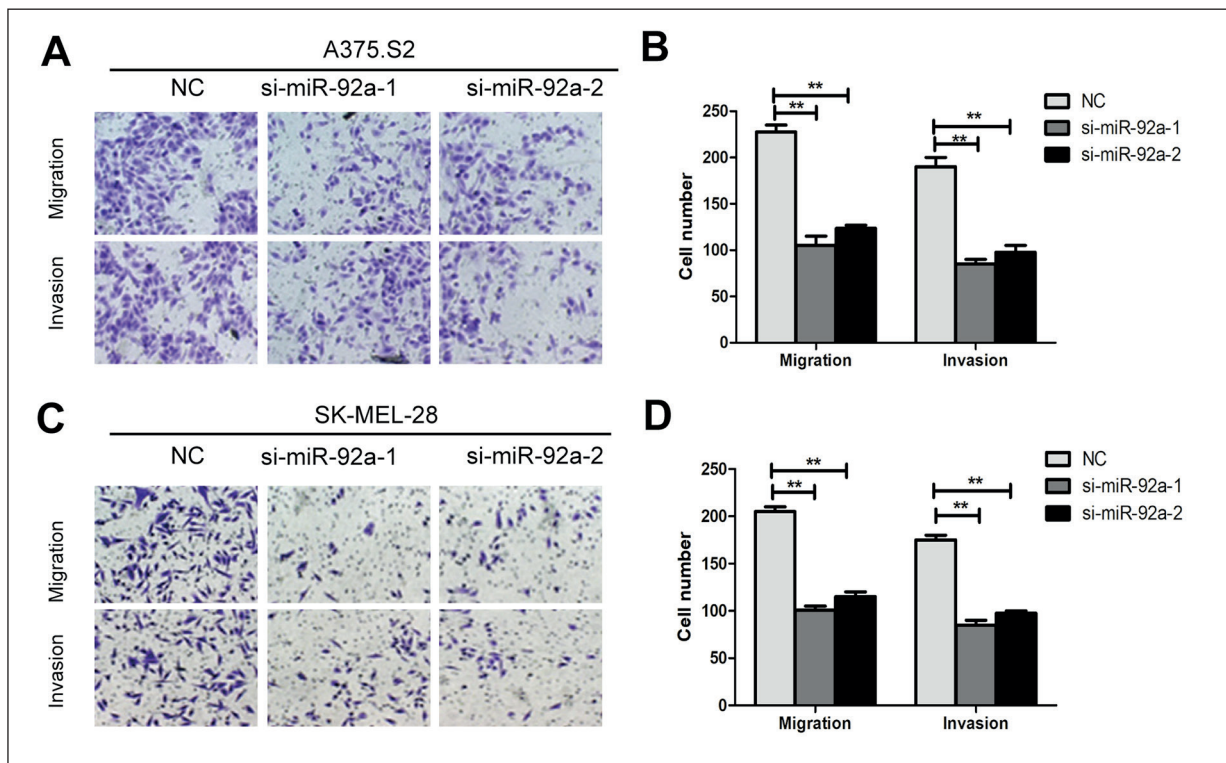 A
A375.S2
NC si-miR-92a-1 si-miR-92a-2
Migration
Invasion
B
250
200
150
100
50
0
Cell number
** ** ** **
Migration Invasion
NC
si-miR-92a-1
si-miR-92a-2
C
SK-MEL-28
NC si-miR-92a-1 si-miR-92a-2
Migration
Invasion
D
250
200
150
100
50
0
Cell number
** ** ** **
Migration Invasion
NC
si-miR-92a-1
si-miR-92a-2